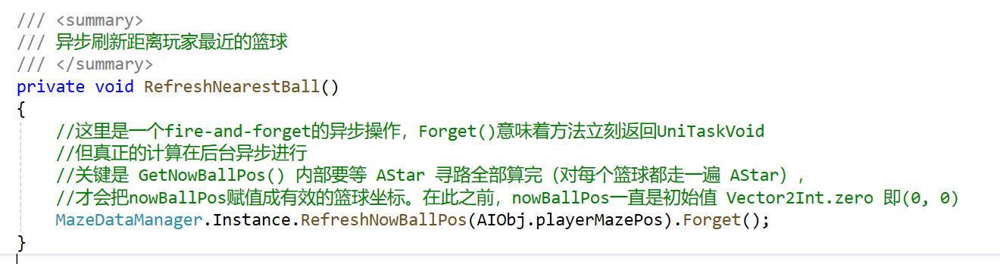 /// <summary>
/// 异步刷新距离玩家最近的篮球
/// </summary>
private void RefreshNearestBall()
{
    //这里是一个fire-and-forget的异步操作，Forget()意味着方法立刻返回UniTaskVoid
    //但真正的计算在后台异步进行
    //关键是 GetNowBallPos() 内部要等 AStar 寻路全部算完（对每个篮球都走一遍 AStar），
    //才会把nowBallPos赋值成有效的篮球坐标。在此之前，nowBallPos一直是初始值 Vector2Int.zero 即(0, 0)
    MazeDataManager.Instance.RefreshNowBallPos(AIObj.playerMazePos).Forget();
}